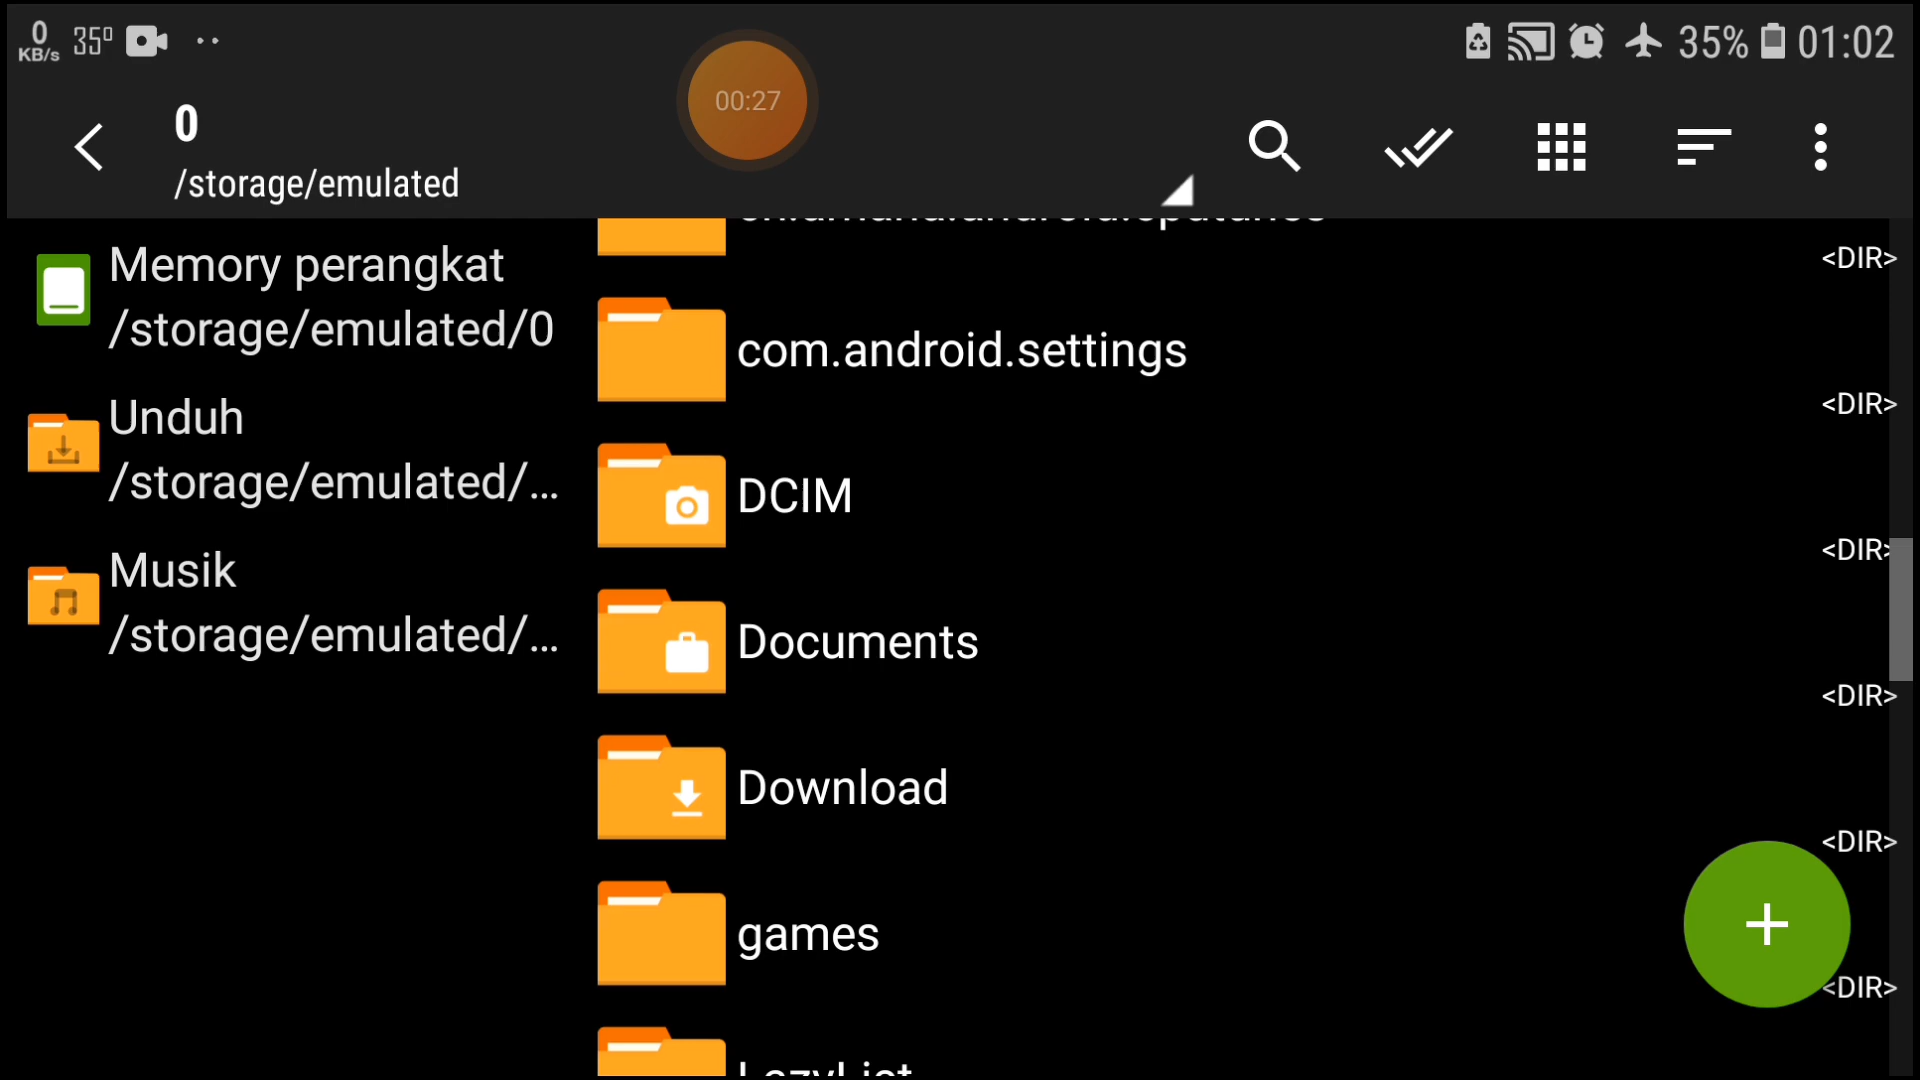 0
KB/s
35°
35%
01:02
0
/storage/emulated
00:27
Memory perangkat
/storage/emulated/0
Unduh
/storage/emulated/...
Musik
/storage/emulated/...
<DIR>
com.android.settings
<DIR>
DCIM
<DIR>
Documents
<DIR>
Download
<DIR>
games
<DIR>
LazyList